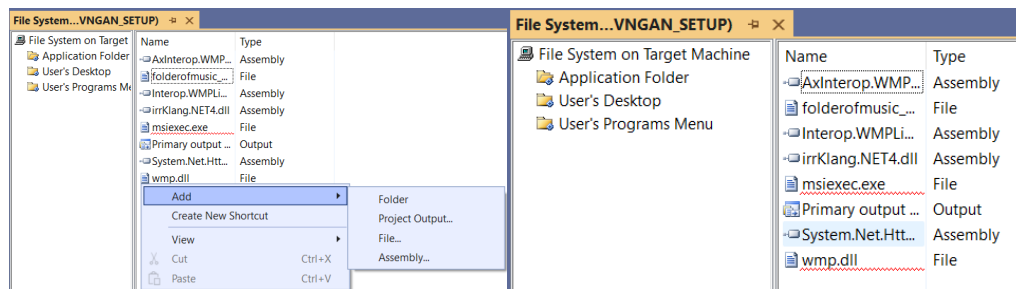 File System...VNGAN_SETUP)
File System on Target
Application Folder
User's Desktop
User's Programs Me
Name Type
AxInterop.WMP... Assembly
folderofmusic_... File
Interop.WMPLi... Assembly
irrKlang.NET4.dll Assembly
msiexec.exe File
Primary output ... Output
System.Net.Htt... Assembly
wmp.dll File
Add
Create New Shortcut
View
Cut Ctrl+X
Paste Ctrl+V
Folder
Project Output...
File...
Assembly...
File System...VNGAN_SETUP)
File System on Target Machine
Application Folder
User's Desktop
User's Programs Menu
Name Type
AxInterop.WMP... Assembly
folderofmusic_... File
Interop.WMPLi... Assembly
irrKlang.NET4.dll Assembly
msiexec.exe File
Primary output ... Output
System.Net.Htt... Assembly
wmp.dll File